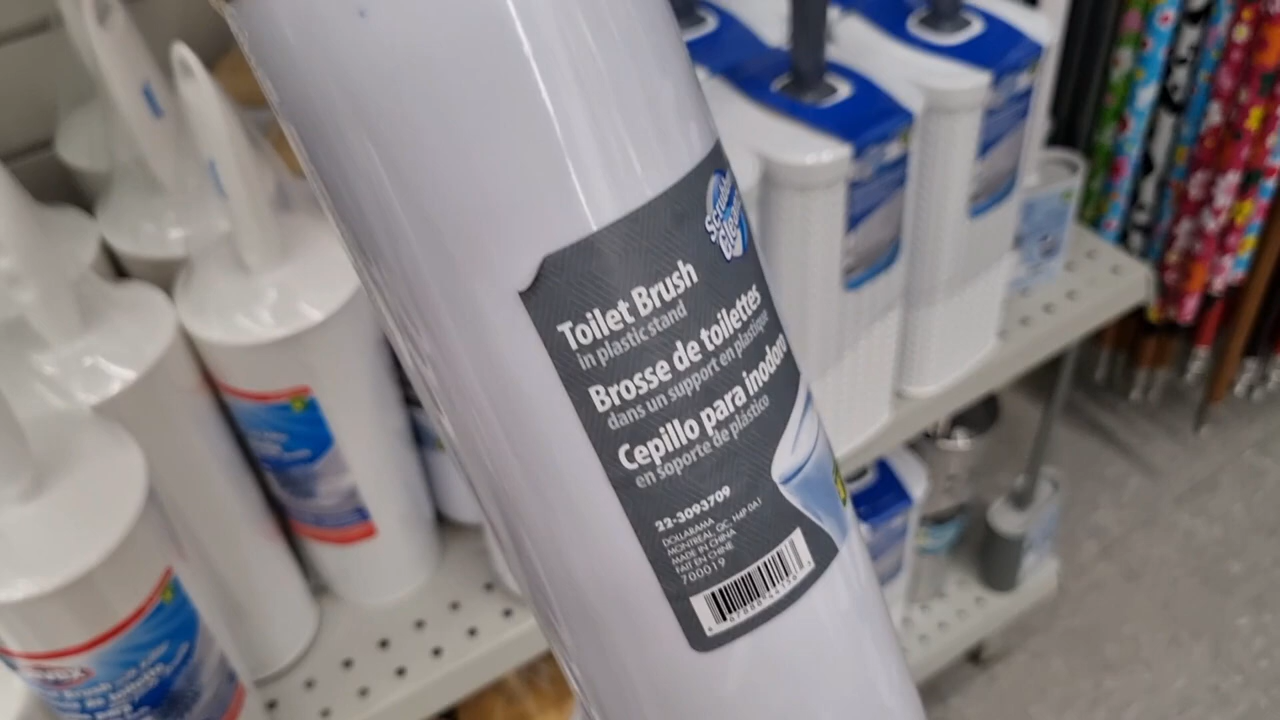 Toilet Brush
in plastic stand
Brosse de toilettes
dans un support en plastique
Cepillo para inodoro
en soporte de plástico
22-3093709
DOLLARAMA
MONTREAL, QC, H4P 0A1
MADE IN CHINA
FAIT EN CHINE
700019